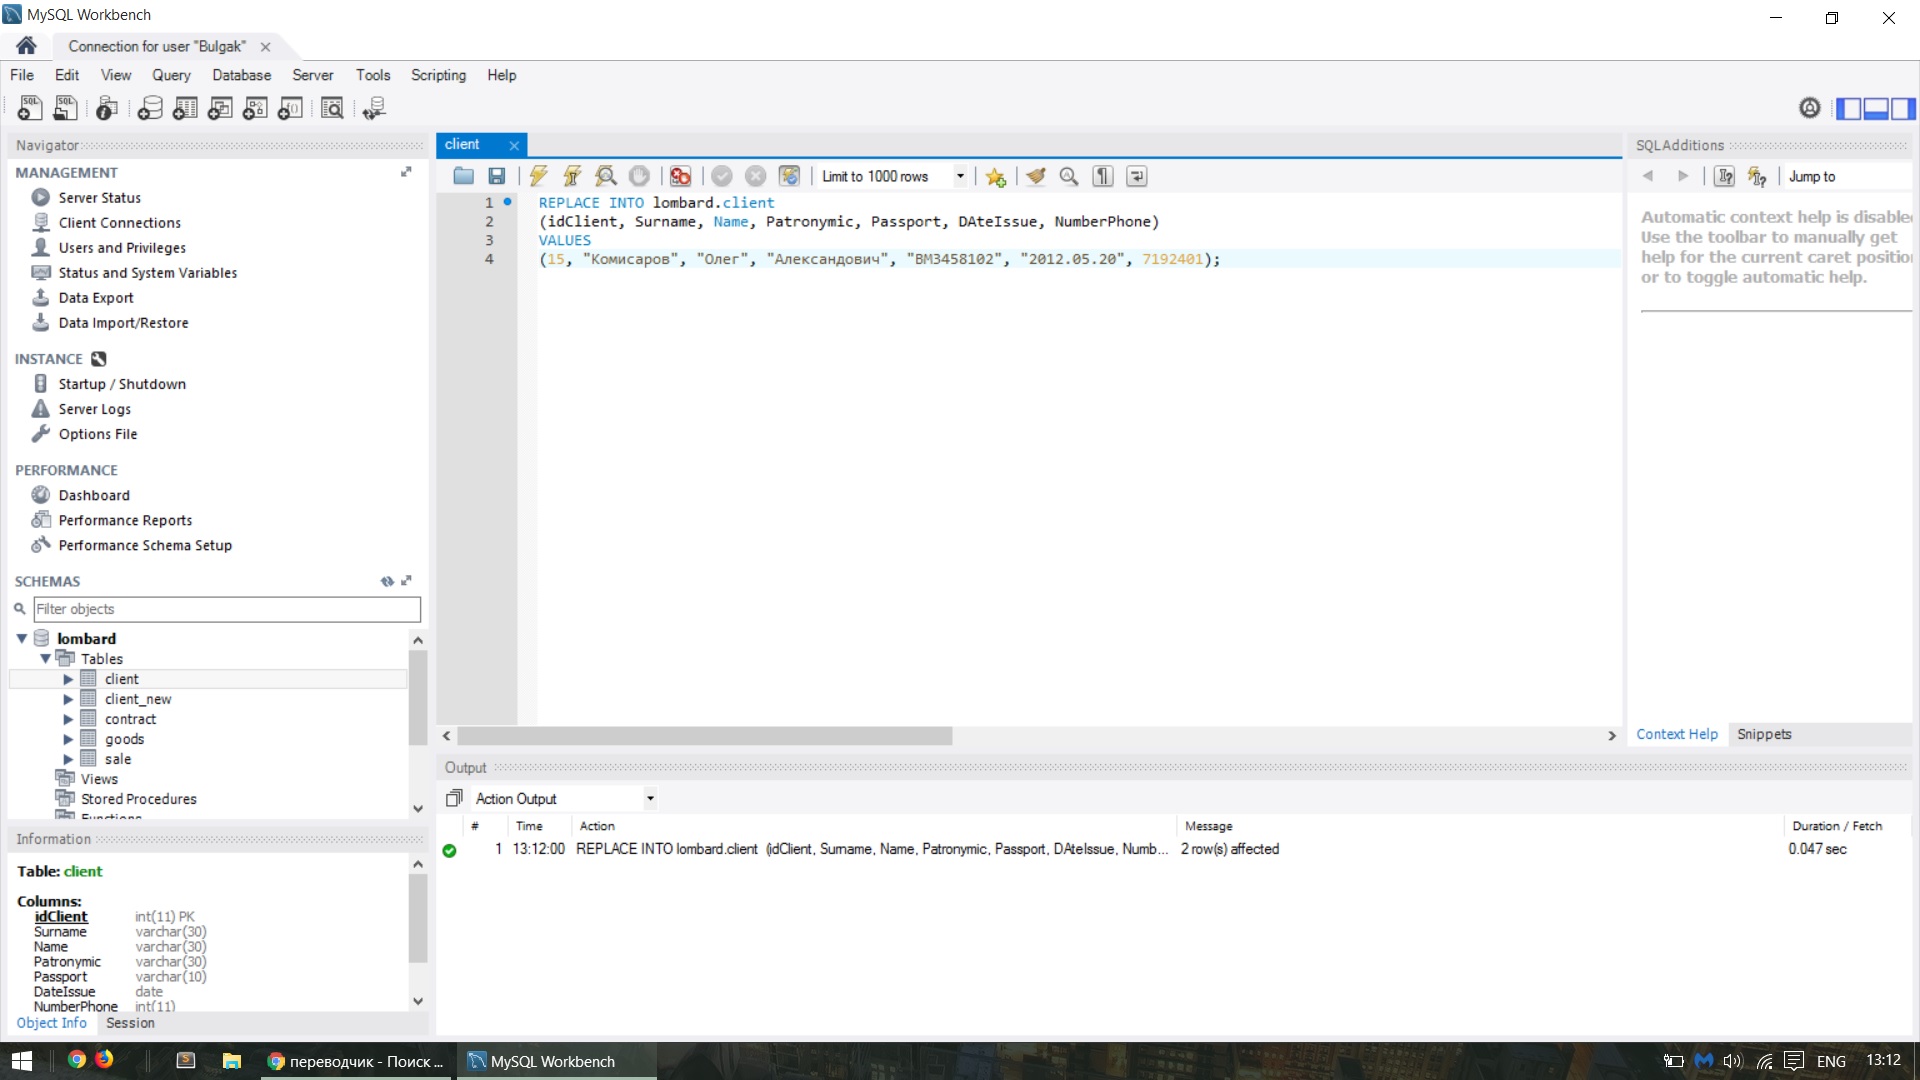 MySQL Workbench
Connection for user "Bulgak"
File Edit View Query Database Server Tools Scripting Help
Navigator
MANAGEMENT
Server Status
Client Connections
Users and Privileges
Status and System Variables
Data Export
Data Import/Restore
INSTANCE
Startup / Shutdown
Server Logs
Options File
PERFORMANCE
Dashboard
Performance Reports
Performance Schema Setup
SCHEMAS
Filter objects
lombard
Tables
client
client_new
contract
goods
sale
Views
Stored Procedures
Functions
Information
Table: client
Columns:
idClient int(11) PK
Surname varchar(30)
Name varchar(30)
Patronymic varchar(30)
Passport varchar(10)
DateIssue date
NumberPhone int(11)
Object Info Session
client
Limit to 1000 rows
1 REPLACE INTO lombard.client
2 (idClient, Surname, Name, Patronymic, Passport, DAteIssue, NumberPhone)
3 VALUES
4 (15, "Комисаров", "Олег", "Александович", "ВМ3458102", "2012.05.20", 7192401);
SQLAdditions
Jump to
Automatic context help is disabled
Use the toolbar to manually get
help for the current caret position
or to toggle automatic help.
Context Help Snippets
Output
Action Output
# Time Action Message Duration / Fetch
1 13:12:00 REPLACE INTO lombard.client (idClient, Surname, Name, Patronymic, Passport, DAteIssue, Numb... 2 row(s) affected 0.047 sec
переводчик - Поиск ...
MySQL Workbench
ENG
13:12